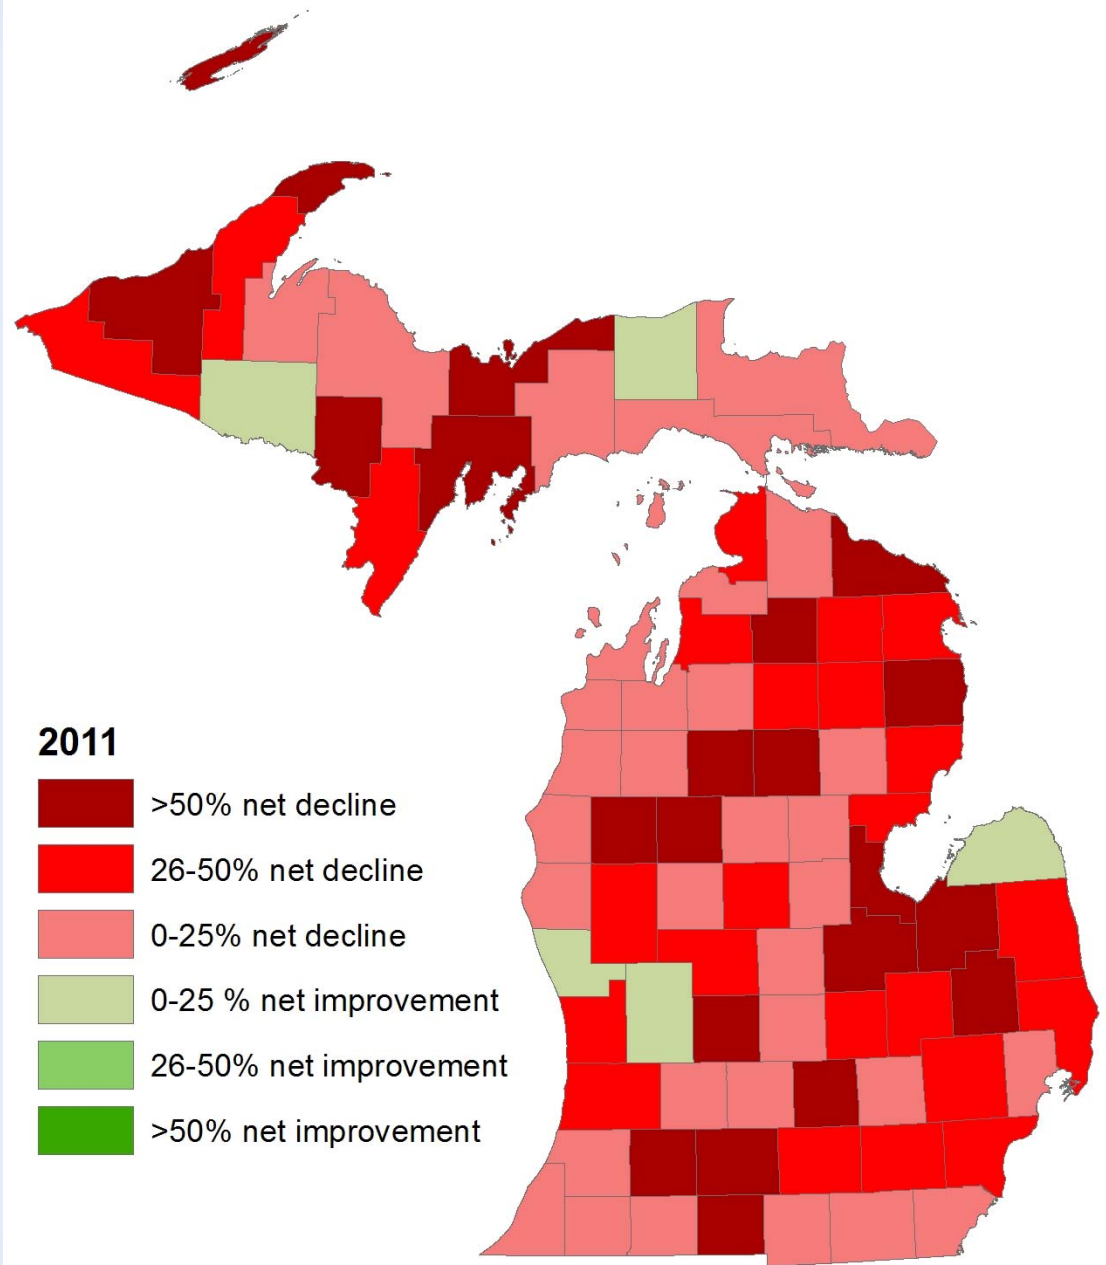 2011
>50% net decline
26-50% net decline
0-25% net decline
0-25 % net improvement
26-50% net improvement
>50% net improvement